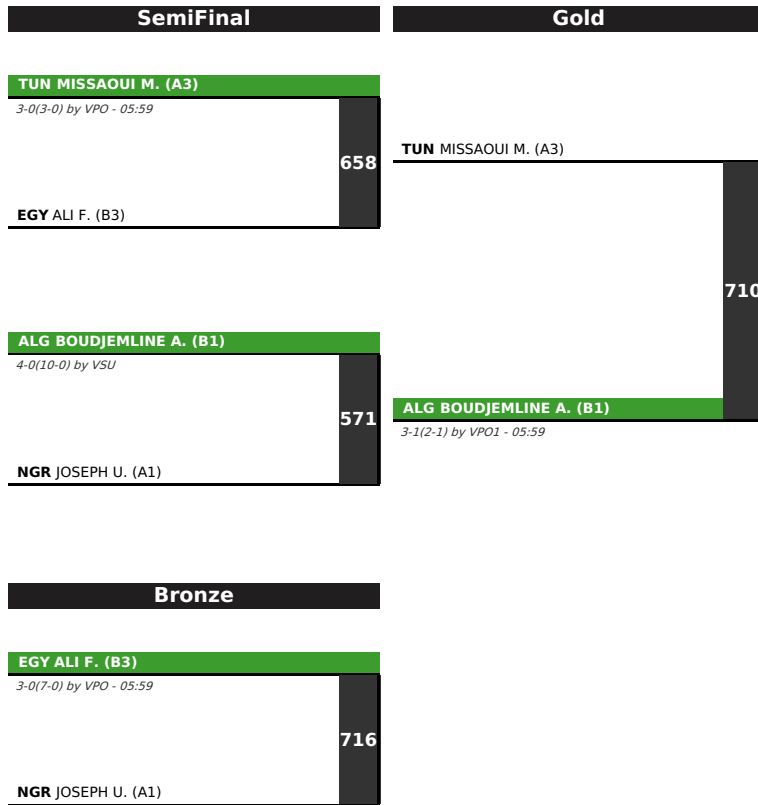 SemiFinal
Gold
TUN MISSAOUI M. (A3)
3-0(3-0) by VPO - 05:59
658
EGY ALI F. (B3)
TUN MISSAOUI M. (A3)
710
ALG BOUDJEMLINE A. (B1)
3-1(2-1) by VPO1 - 05:59
ALG BOUDJEMLINE A. (B1)
4-0(10-0) by VSU
571
NGR JOSEPH U. (A1)
Bronze
EGY ALI F. (B3)
3-0(7-0) by VPO - 05:59
716
NGR JOSEPH U. (A1)